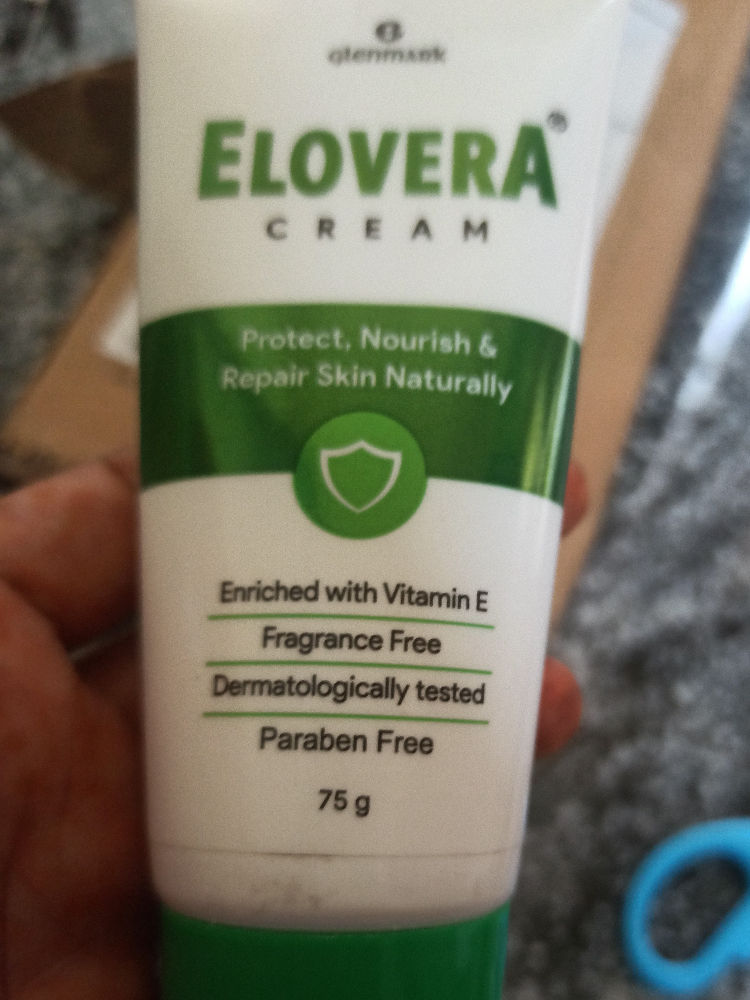 glenmark
ELOVERA®
CREAM
Protect, Nourish &
Repair Skin Naturally
Enriched with Vitamin E
Fragrance Free
Dermatologically tested
Paraben Free
75 g